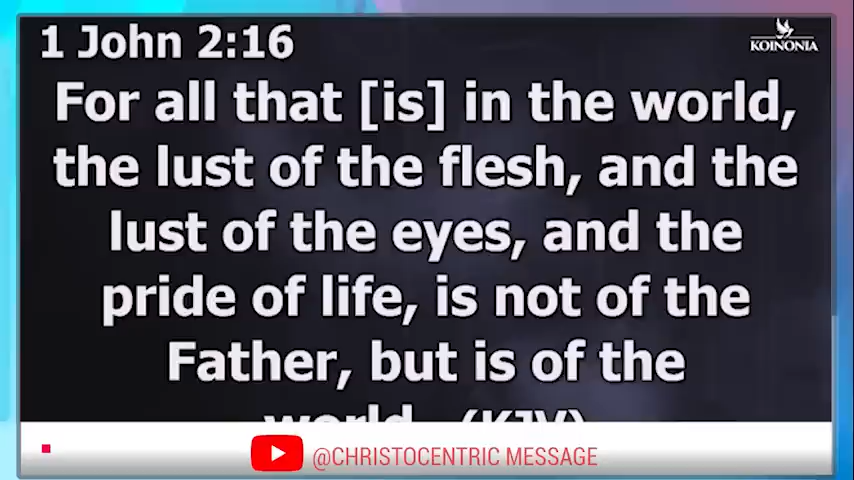 1 John 2:16
KOINONIA
For all that [is] in the world,
the lust of the flesh, and the
lust of the eyes, and the
pride of life, is not of the
Father, but is of the
world. (KJV)
@CHRISTOCENTRIC MESSAGE